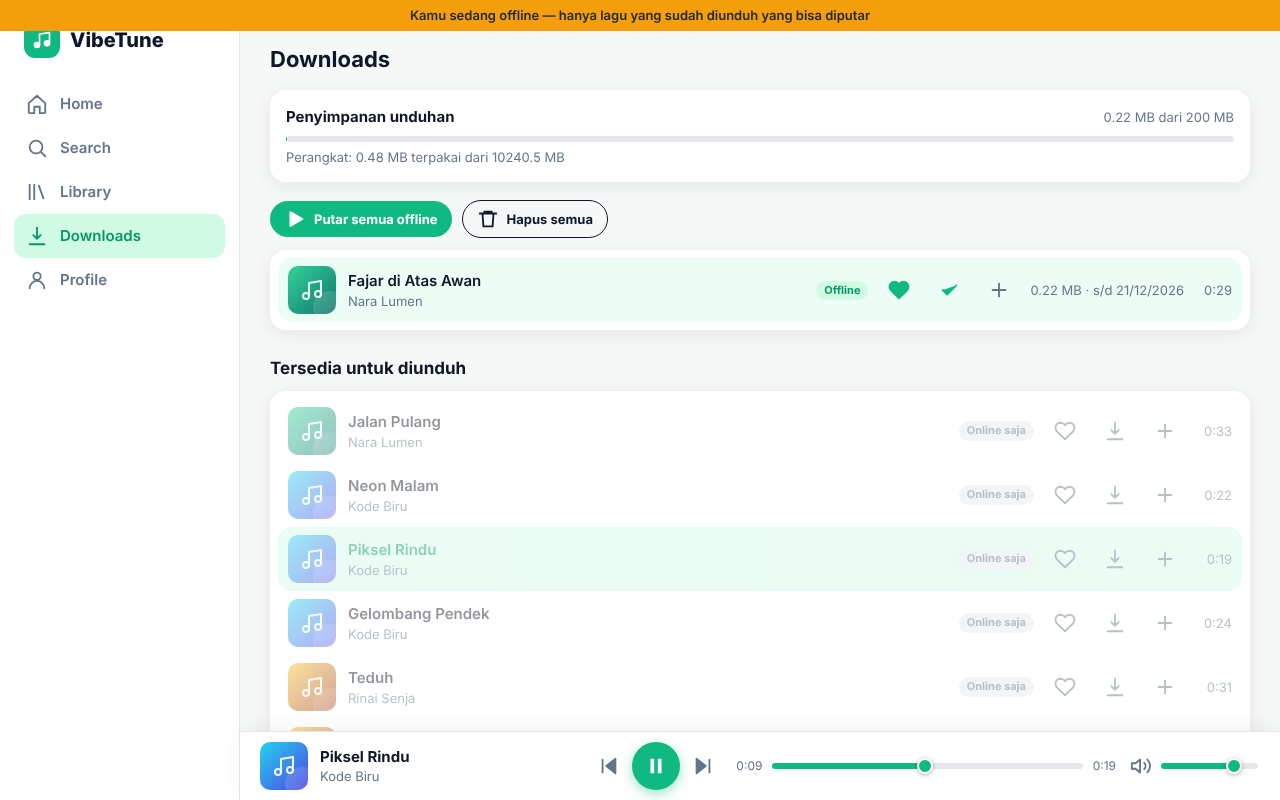 Kamu sedang offline — hanya lagu yang sudah diunduh yang bisa diputar
VibeTune
Home
Search
Library
Downloads
Profile
Downloads
Penyimpanan unduhan
0.22 MB dari 200 MB
Perangkat: 0.48 MB terpakai dari 10240.5 MB
Putar semua offline
Hapus semua
Fajar di Atas Awan
Nara Lumen
Offline
0.22 MB · s/d 21/12/2026
0:29
Tersedia untuk diunduh
Jalan Pulang
Nara Lumen
Online saja
0:33
Neon Malam
Kode Biru
Online saja
0:22
Piksel Rindu
Kode Biru
Online saja
0:19
Gelombang Pendek
Kode Biru
Online saja
0:24
Teduh
Rinai Senja
Online saja
0:31
Piksel Rindu
Kode Biru
0:09
0:19